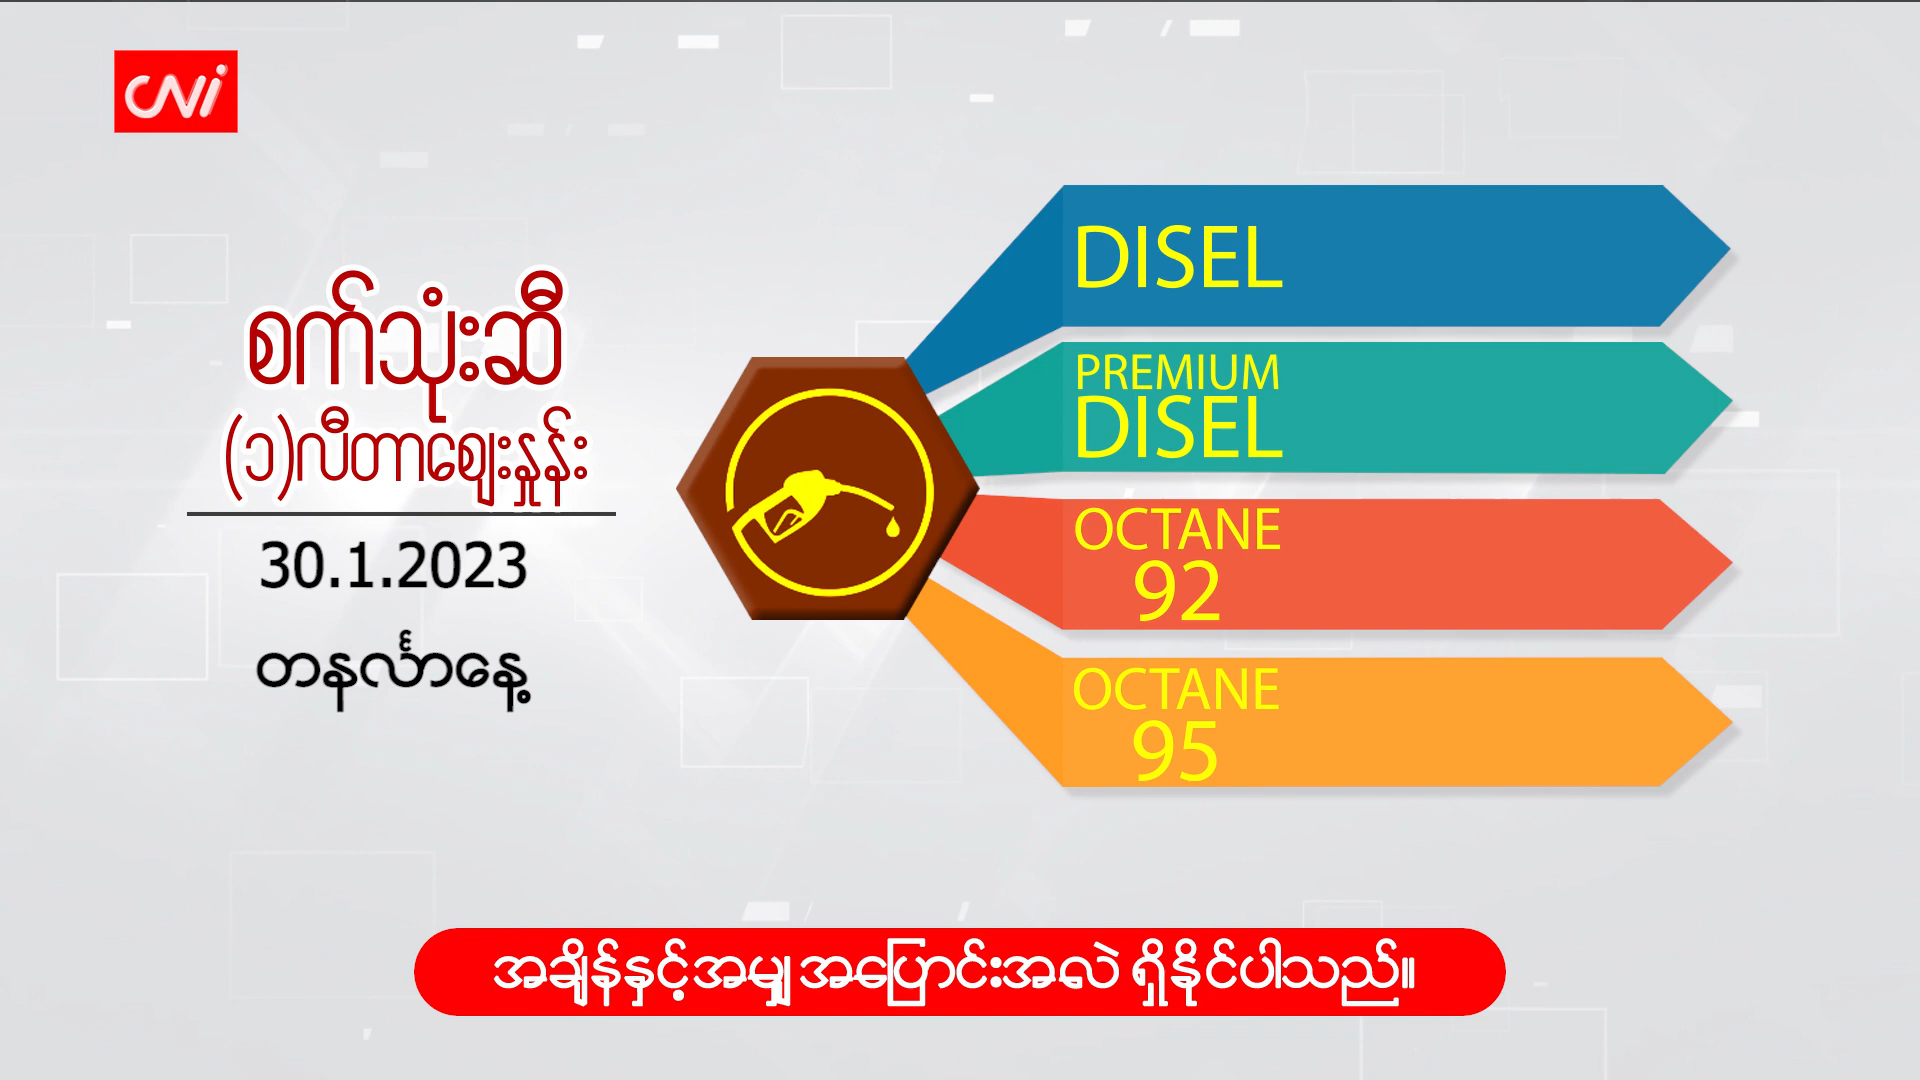 CNi
စက်သုံးဆီ
(၁)လီတာဈေးနှုန်း
30.1.2023
တနင်္လာနေ့
DISEL
PREMIUM
DISEL
OCTANE
92
OCTANE
95
အချိန်နှင့်အမျှ အပြောင်းအလဲ ရှိနိုင်ပါသည်။